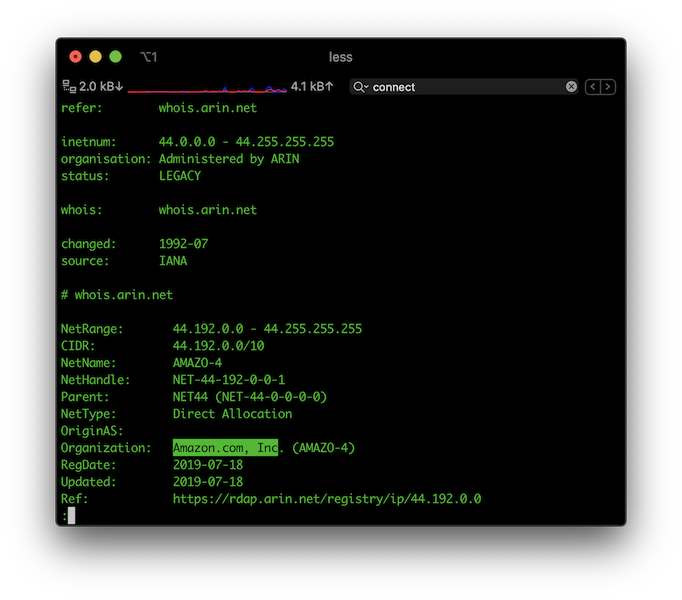 ⌥1 less
2.0 kB↓ 4.1 kB↑ connect
refer: whois.arin.net
inetnum: 44.0.0.0 - 44.255.255.255
organisation: Administered by ARIN
status: LEGACY
whois: whois.arin.net
changed: 1992-07
source: IANA
# whois.arin.net
NetRange: 44.192.0.0 - 44.255.255.255
CIDR: 44.192.0.0/10
NetName: AMAZO-4
NetHandle: NET-44-192-0-0-1
Parent: NET44 (NET-44-0-0-0-0)
NetType: Direct Allocation
OriginAS:
Organization: Amazon.com, Inc. (AMAZO-4)
RegDate: 2019-07-18
Updated: 2019-07-18
Ref: https://rdap.arin.net/registry/ip/44.192.0.0
: